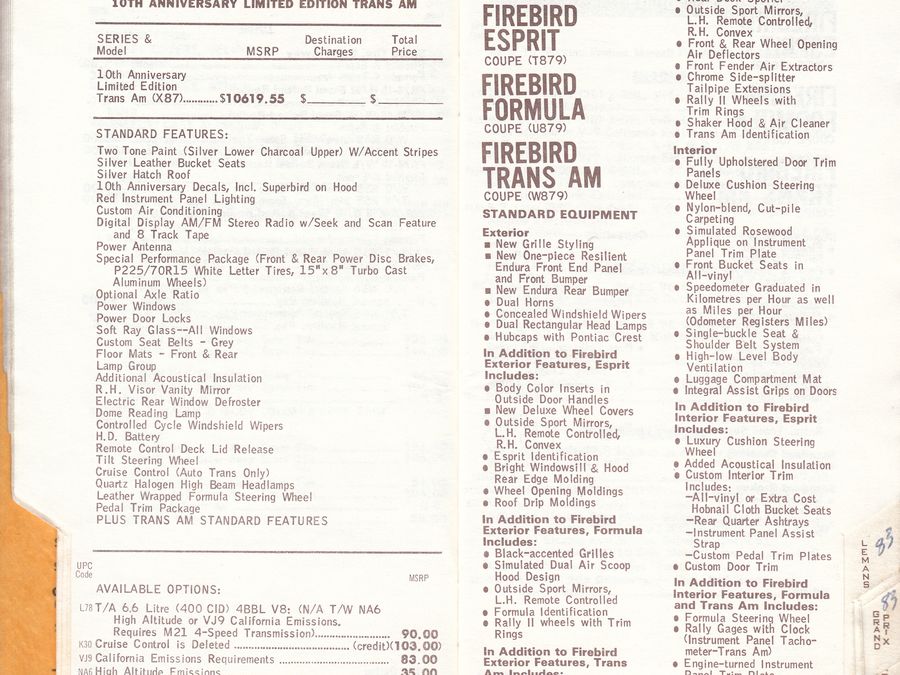 10TH ANNIVERSARY LIMITED EDITION TRANS AM
SERIES & Destination Total
Model MSRP Charges Price
10th Anniversary
Limited Edition
Trans Am (X87)............$10619.55 $__________ $__________
STANDARD FEATURES:
Two Tone Paint (Silver Lower Charcoal Upper) W/Accent Stripes
Silver Leather Bucket Seats
Silver Hatch Roof
10th Anniversary Decals, Incl. Superbird on Hood
Red Instrument Panel Lighting
Custom Air Conditioning
Digital Display AM/FM Stereo Radio w/Seek and Scan Feature
and 8 Track Tape
Power Antenna
Special Performance Package (Front & Rear Power Disc Brakes,
P225/70R15 White Letter Tires, 15"x8" Turbo Cast
Aluminum Wheels)
Optional Axle Ratio
Power Windows
Power Door Locks
Soft Ray Glass--All Windows
Custom Seat Belts - Grey
Floor Mats - Front & Rear
Lamp Group
Additional Acoustical Insulation
R.H. Visor Vanity Mirror
Electric Rear Window Defroster
Dome Reading Lamp
Controlled Cycle Windshield Wipers
H.D. Battery
Remote Control Deck Lid Release
Tilt Steering Wheel
Cruise Control (Auto Trans Only)
Quartz Halogen High Beam Headlamps
Leather Wrapped Formula Steering Wheel
Pedal Trim Package
PLUS TRANS AM STANDARD FEATURES
UPC
Code MSRP
AVAILABLE OPTIONS:
L78 T/A 6.6 Litre (400 CID) 4BBL V8: (N/A T/W NA6
High Altitude or VJ9 California Emissions.
Requires M21 4-Speed Transmission).................. 90.00
K30 Cruise Control is Deleted ..............................(credit)(103.00)
VJ9 California Emissions Requirements ................................ 83.00
NA6 High Altitude Emissions 35.00
FIREBIRD
ESPRIT
COUPE (T879)
FIREBIRD
FORMULA
COUPE (U879)
FIREBIRD
TRANS AM
COUPE (W879)
STANDARD EQUIPMENT
Exterior
■ New Grille Styling
■ New One-piece Resilient
Endura Front End Panel
and Front Bumper
■ New Endura Rear Bumper
● Dual Horns
● Concealed Windshield Wipers
● Dual Rectangular Head Lamps
● Hubcaps with Pontiac Crest
In Addition to Firebird
Exterior Features, Esprit
Includes:
● Body Color Inserts in
Outside Door Handles
■ New Deluxe Wheel Covers
● Outside Sport Mirrors,
L.H. Remote Controlled,
R.H. Convex
● Esprit Identification
● Bright Windowsill & Hood
Rear Edge Molding
● Wheel Opening Moldings
● Roof Drip Moldings
In Addition to Firebird
Exterior Features, Formula
Includes:
● Black-accented Grilles
● Simulated Dual Air Scoop
Hood Design
● Outside Sport Mirrors,
L.H. Remote Controlled
● Formula Identification
● Rally II wheels with Trim
Rings
In Addition to Firebird
Exterior Features, Trans
Am Includes:
● Rear Deck Spoiler
● Outside Sport Mirrors,
L.H. Remote Controlled,
R.H. Convex
● Front & Rear Wheel Opening
Air Deflectors
● Front Fender Air Extractors
● Chrome Side-splitter
Tailpipe Extensions
● Rally II Wheels with
Trim Rings
● Shaker Hood & Air Cleaner
● Trans Am Identification
Interior
● Fully Upholstered Door Trim
Panels
● Deluxe Cushion Steering
Wheel
● Nylon-blend, Cut-pile
Carpeting
● Simulated Rosewood
Applique on Instrument
Panel Trim Plate
● Front Bucket Seats in
All-vinyl
● Speedometer Graduated in
Kilometres per Hour as well
as Miles per Hour
(Odometer Registers Miles)
● Single-buckle Seat &
Shoulder Belt System
● High-low Level Body
Ventilation
● Luggage Compartment Mat
● Integral Assist Grips on Doors
In Addition to Firebird
Interior Features, Esprit
Includes:
● Luxury Cushion Steering
Wheel
● Added Acoustical Insulation
● Custom Interior Trim
Includes:
—All-vinyl or Extra Cost
Hobnail Cloth Bucket Seats
—Rear Quarter Ashtrays
—Instrument Panel Assist
Strap
—Custom Pedal Trim Plates
● Custom Door Trim
In Addition to Firebird
Interior Features, Formula
and Trans Am Includes:
● Formula Steering Wheel
● Rally Gages with Clock
(Instrument Panel Tacho-
meter-Trans Am)
● Engine-turned Instrument
Panel Trim Plate
LEMANS
83
GRAND PRIX
83